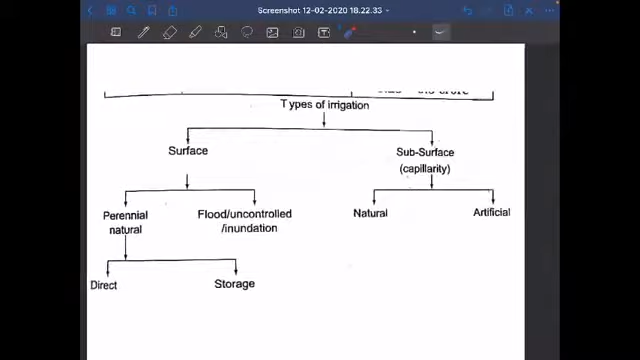 Screenshot 12-02-2020 18.22.33
Types of irrigation
Surface
Sub-Surface
(capillarity)
Perennial
natural
Flood/uncontrolled
/inundation
Natural
Artificial
Direct
Storage